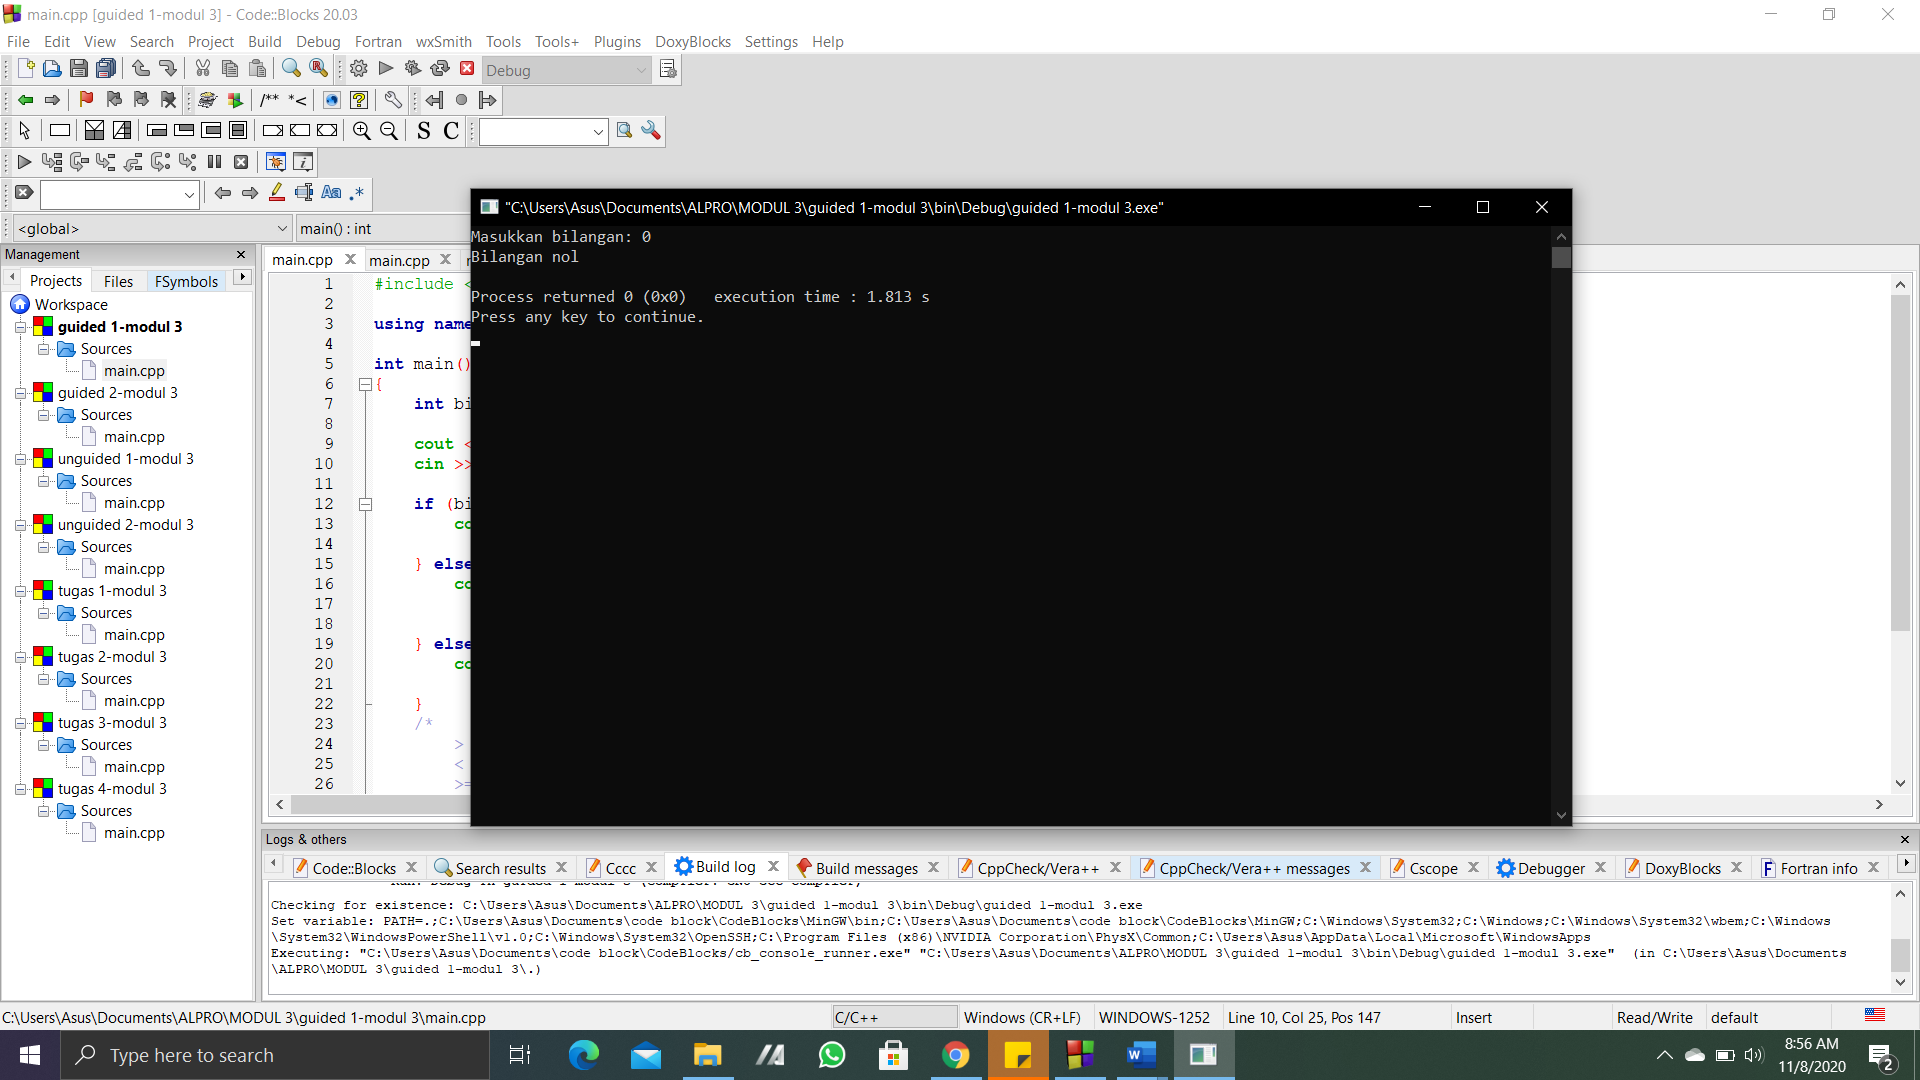 main.cpp [guided 1-modul 3] - Code::Blocks 20.03
File Edit View Search Project Build Debug Fortran wxSmith Tools Tools+ Plugins DoxyBlocks Settings Help
Debug
/** *<
S C
Aa .*
<global>
main() : int
"C:\Users\Asus\Documents\ALPRO\MODUL 3\guided 1-modul 3\bin\Debug\guided 1-modul 3.exe"
Masukkan bilangan: 0
Bilangan nol
Process returned 0 (0x0)   execution time : 1.813 s
Press any key to continue.
Management
Projects Files FSymbols
Workspace
guided 1-modul 3
Sources
main.cpp
guided 2-modul 3
Sources
main.cpp
unguided 1-modul 3
Sources
main.cpp
unguided 2-modul 3
Sources
main.cpp
tugas 1-modul 3
Sources
main.cpp
tugas 2-modul 3
Sources
main.cpp
tugas 3-modul 3
Sources
main.cpp
tugas 4-modul 3
Sources
main.cpp
main.cpp main.cpp
1 #include <
2
3 using name
4
5 int main()
6 {
7 int bi
8
9 cout <
10 cin >>
11
12 if (bi
13 co
14
15 } else
16 co
17
18
19 } else
20 co
21
22 }
23 /*
24 >
25 <
26 >=
Logs & others
Code::Blocks Search results Cccc Build log Build messages CppCheck/Vera++ CppCheck/Vera++ messages Cscope Debugger DoxyBlocks Fortran info
Checking for existence: C:\Users\Asus\Documents\ALPRO\MODUL 3\guided 1-modul 3\bin\Debug\guided 1-modul 3.exe
Set variable: PATH=.;C:\Users\Asus\Documents\code block\CodeBlocks\MinGW\bin;C:\Users\Asus\Documents\code block\CodeBlocks\MinGW;C:\Windows\System32;C:\Windows;C:\Windows\System32\wbem;C:\Windows
\System32\WindowsPowerShell\v1.0;C:\Windows\System32\OpenSSH;C:\Program Files (x86)\NVIDIA Corporation\PhysX\Common;C:\Users\Asus\AppData\Local\Microsoft\WindowsApps
Executing: "C:\Users\Asus\Documents\code block\CodeBlocks/cb_console_runner.exe" "C:\Users\Asus\Documents\ALPRO\MODUL 3\guided 1-modul 3\bin\Debug\guided 1-modul 3.exe"  (in C:\Users\Asus\Documents
\ALPRO\MODUL 3\guided 1-modul 3\.)
C:\Users\Asus\Documents\ALPRO\MODUL 3\guided 1-modul 3\main.cpp C/C++ Windows (CR+LF) WINDOWS-1252 Line 10, Col 25, Pos 147 Insert Read/Write default
Type here to search
8:56 AM
11/8/2020
2